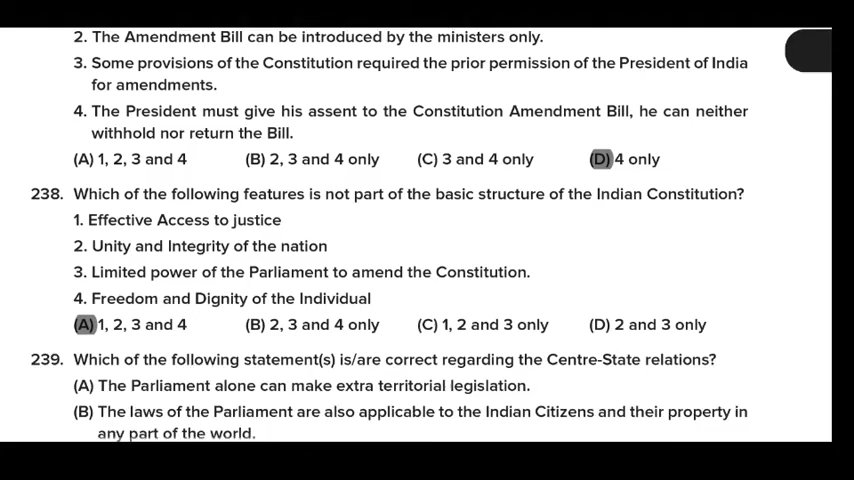 2. The Amendment Bill can be introduced by the ministers only.
3. Some provisions of the Constitution required the prior permission of the President of India
for amendments.
4. The President must give his assent to the Constitution Amendment Bill, he can neither
withhold nor return the Bill.
(A) 1, 2, 3 and 4 (B) 2, 3 and 4 only (C) 3 and 4 only (D) 4 only
238. Which of the following features is not part of the basic structure of the Indian Constitution?
1. Effective Access to justice
2. Unity and Integrity of the nation
3. Limited power of the Parliament to amend the Constitution.
4. Freedom and Dignity of the Individual
(A) 1, 2, 3 and 4 (B) 2, 3 and 4 only (C) 1, 2 and 3 only (D) 2 and 3 only
239. Which of the following statement(s) is/are correct regarding the Centre-State relations?
(A) The Parliament alone can make extra territorial legislation.
(B) The laws of the Parliament are also applicable to the Indian Citizens and their property in
any part of the world.